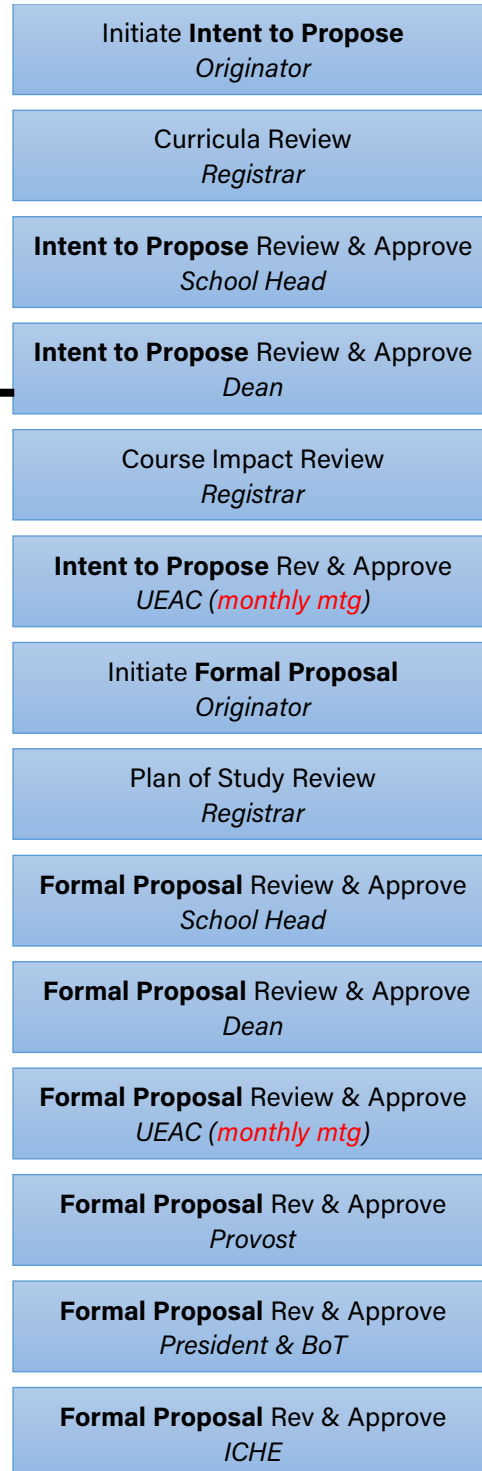 Initiate Intent to Propose
Originator
Curricula Review
Registrar
Intent to Propose Review & Approve
School Head
Intent to Propose Review & Approve
Dean
Course Impact Review
Registrar
Intent to Propose Rev & Approve
UEAC (monthly mtg)
Initiate Formal Proposal
Originator
Plan of Study Review
Registrar
Formal Proposal Review & Approve
School Head
Formal Proposal Review & Approve
Dean
Formal Proposal Review & Approve
UEAC (monthly mtg)
Formal Proposal Rev & Approve
Provost
Formal Proposal Rev & Approve
President & BoT
Formal Proposal Rev & Approve
ICHE